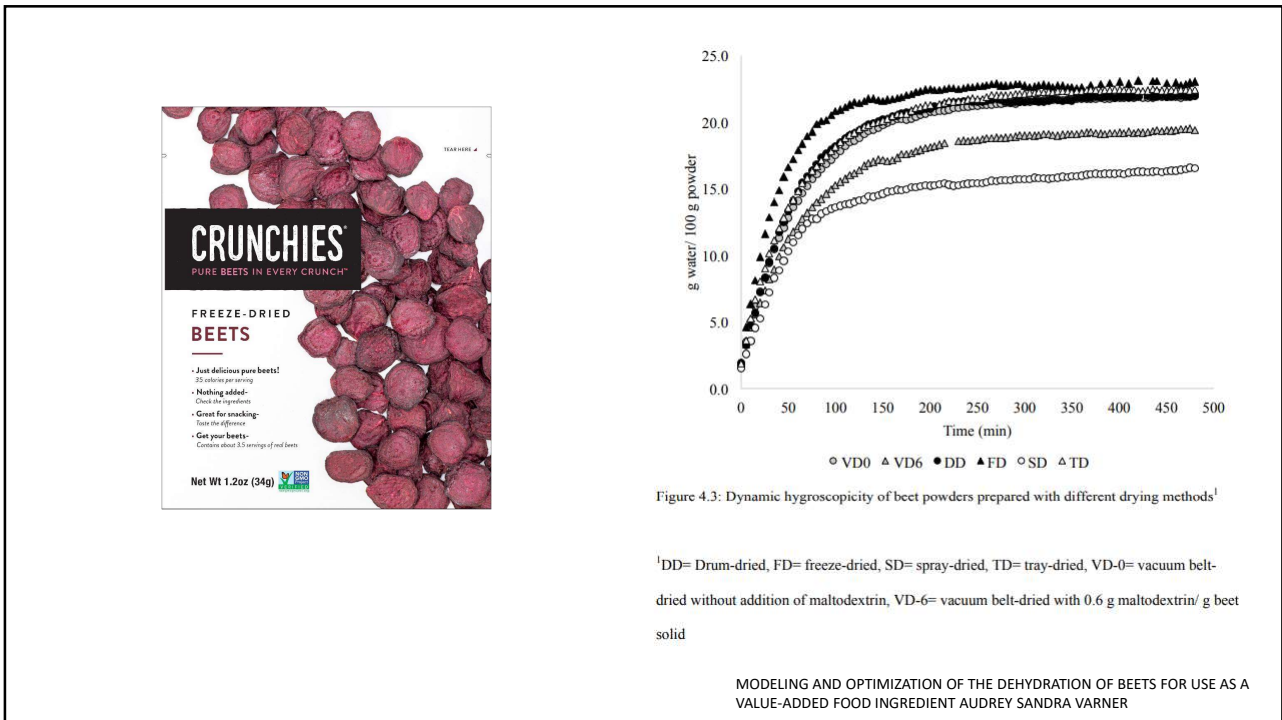 TEAR HERE
CRUNCHIES
PURE BEETS IN EVERY CRUNCH™
FREEZE-DRIED
BEETS
• Just delicious pure beets!
35 calories per serving
• Nothing added-
Check the ingredients
• Great for snacking-
Taste the difference
• Get your beets-
Contains about 3.5 servings of real beets
Net Wt 1.2oz (34g)
NON
GMO
VERIFIED
25.0
20.0
15.0
10.0
5.0
0.0
g water/ 100 g powder
0 50 100 150 200 250 300 350 400 450 500
Time (min)
VD0 VD6 DD FD SD TD
Figure 4.3: Dynamic hygroscopicity of beet powders prepared with different drying methods¹
¹DD= Drum-dried, FD= freeze-dried, SD= spray-dried, TD= tray-dried, VD-0= vacuum belt-
dried without addition of maltodextrin, VD-6= vacuum belt-dried with 0.6 g maltodextrin/ g beet
solid
MODELING AND OPTIMIZATION OF THE DEHYDRATION OF BEETS FOR USE AS A
VALUE-ADDED FOOD INGREDIENT AUDREY SANDRA VARNER